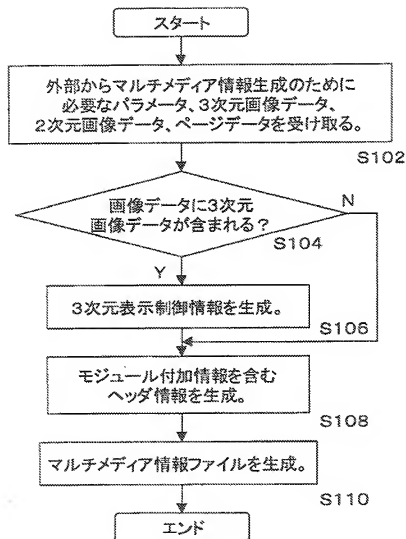 スタート
外部からマルチメディア情報生成のために
必要なパラメータ、3次元画像データ、
2次元画像データ、ページデータを受け取る。
S102
画像データに3次元
画像データが含まれる?
N
S104
Y
3次元表示制御情報を生成。
S106
モジュール付加情報を含む
ヘッダ情報を生成。
S108
マルチメディア情報ファイルを生成。
S110
エンド